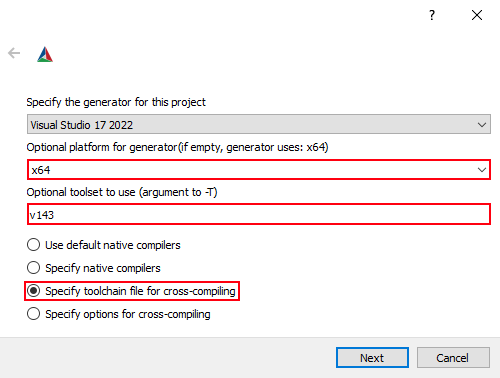 ?
Specify the generator for this project
Visual Studio 17 2022
Optional platform for generator(if empty, generator uses: x64)
x64
Optional toolset to use (argument to -T)
v143
Use default native compilers
Specify native compilers
Specify toolchain file for cross-compiling
Specify options for cross-compiling
Next Cancel